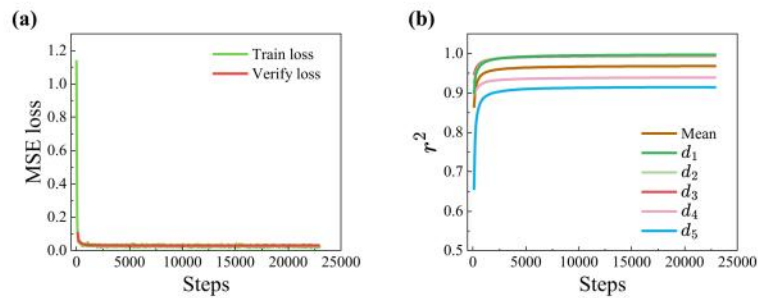 (a)
1.2
1.0
0.8
0.6
0.4
0.2
0.0
MSE loss
Train loss
Verify loss
0 5000 10000 15000 20000 25000
Steps
(b)
1.0
0.9
0.8
0.7
0.6
0.5
r²
Mean
d₁
d₂
d₃
d₄
d₅
0 5000 10000 15000 20000 25000
Steps